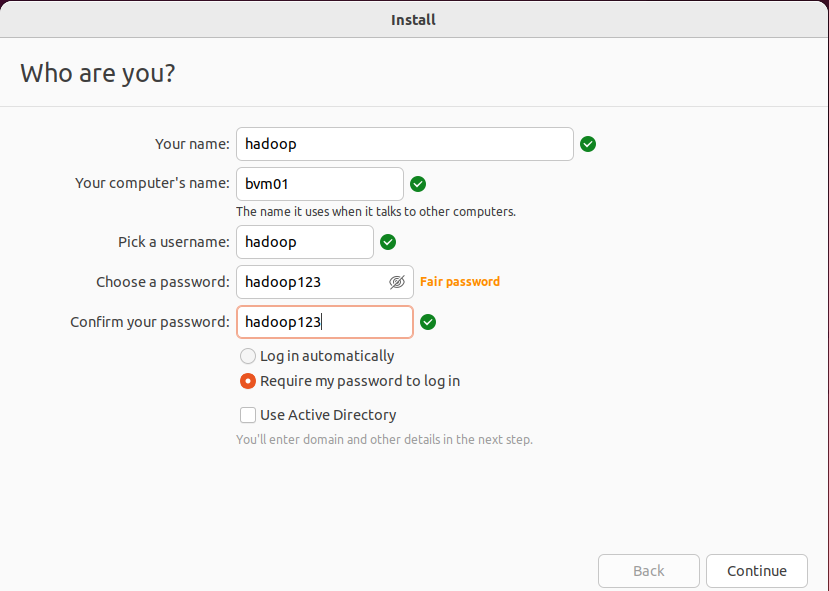 Install
Who are you?
Your name: hadoop
Your computer's name: bvm01
The name it uses when it talks to other computers.
Pick a username: hadoop
Choose a password: hadoop123 Fair password
Confirm your password: hadoop123
Log in automatically
Require my password to log in
Use Active Directory
You'll enter domain and other details in the next step.
Back Continue